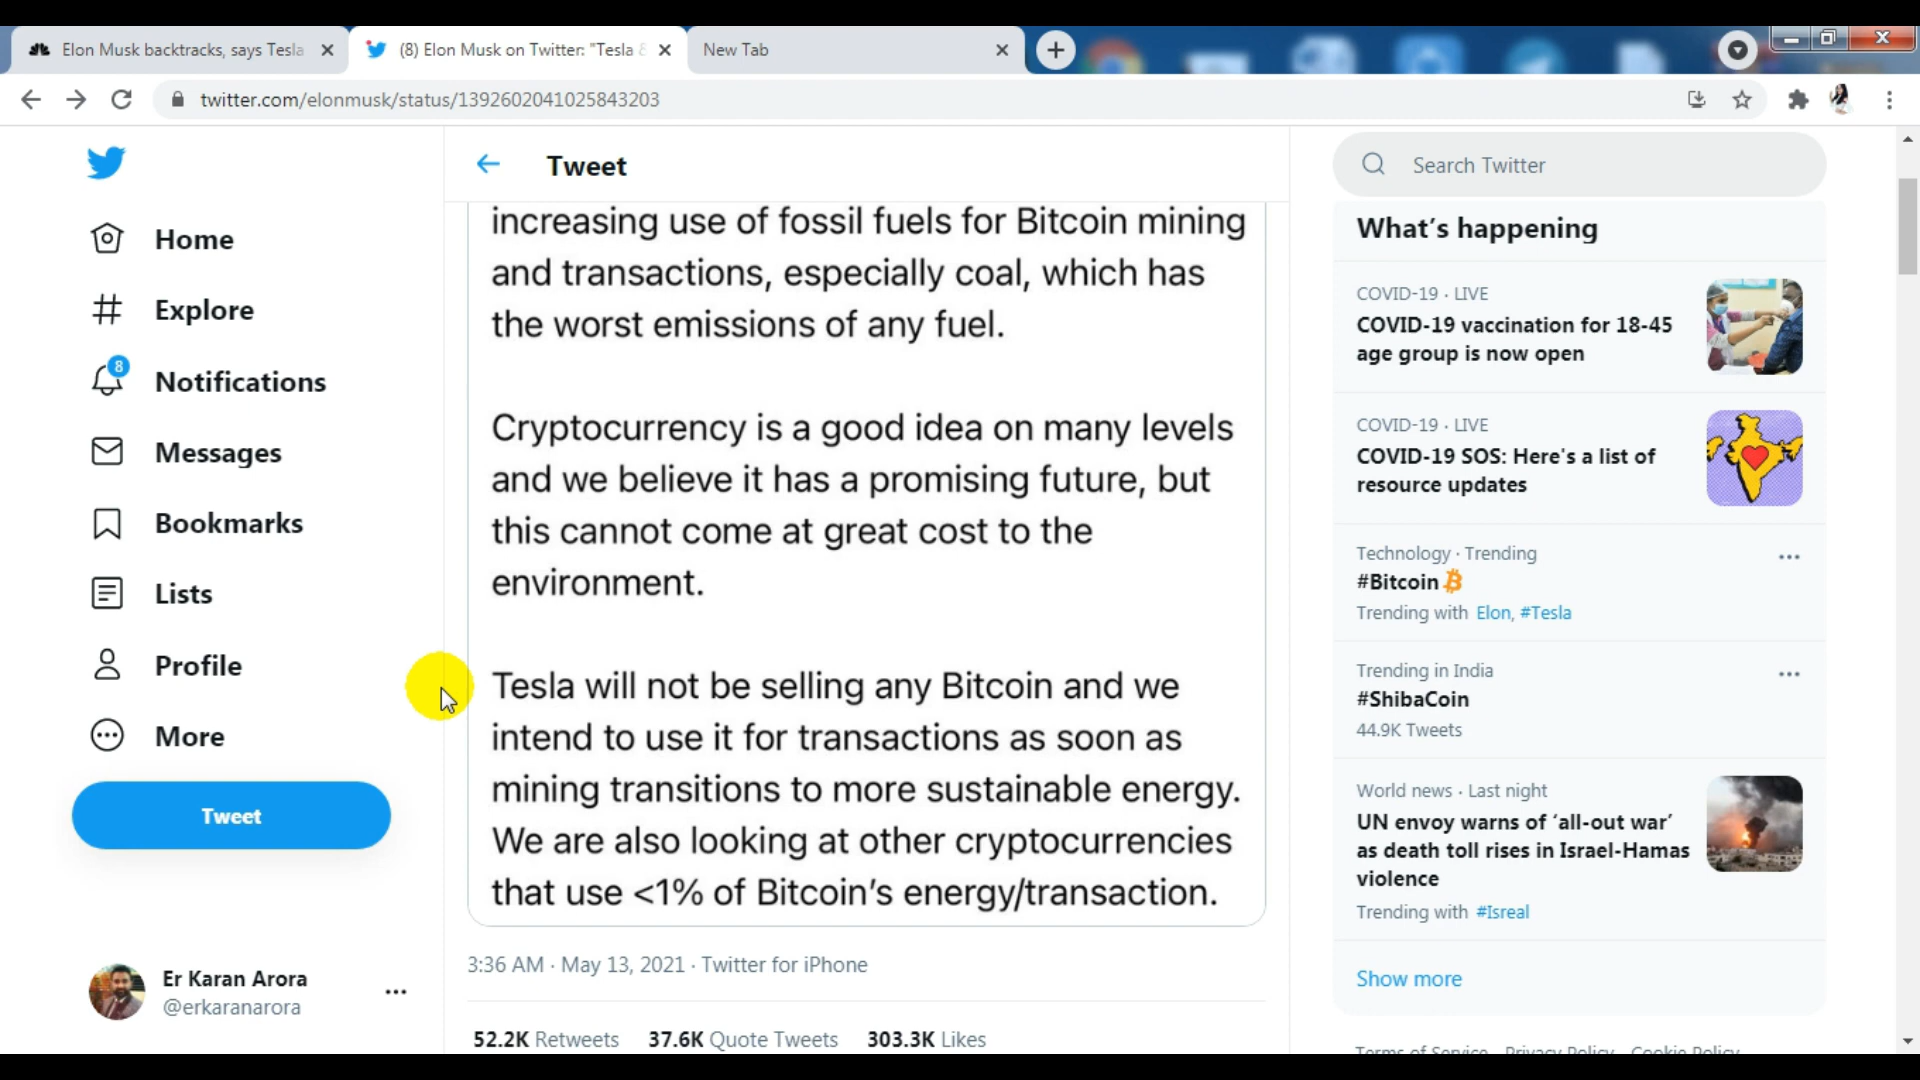 Elon Musk backtracks, says Tesla
(8) Elon Musk on Twitter: "Tesla &
New Tab
twitter.com/elonmusk/status/1392602041025843203
Tweet
Search Twitter
Home
Explore
8
Notifications
Messages
Bookmarks
Lists
Profile
More
Tweet
Er Karan Arora
@erkaranarora
increasing use of fossil fuels for Bitcoin mining
and transactions, especially coal, which has
the worst emissions of any fuel.
Cryptocurrency is a good idea on many levels
and we believe it has a promising future, but
this cannot come at great cost to the
environment.
Tesla will not be selling any Bitcoin and we
intend to use it for transactions as soon as
mining transitions to more sustainable energy.
We are also looking at other cryptocurrencies
that use <1% of Bitcoin's energy/transaction.
3:36 AM · May 13, 2021 · Twitter for iPhone
52.2K Retweets 37.6K Quote Tweets 303.3K Likes
What's happening
COVID-19 · LIVE
COVID-19 vaccination for 18-45
age group is now open
COVID-19 · LIVE
COVID-19 SOS: Here's a list of
resource updates
Technology · Trending
#Bitcoin
Trending with Elon, #Tesla
Trending in India
#ShibaCoin
44.9K Tweets
World news · Last night
UN envoy warns of 'all-out war'
as death toll rises in Israel-Hamas
violence
Trending with #Isreal
Show more
Terms of Service Privacy Policy Cookie Policy